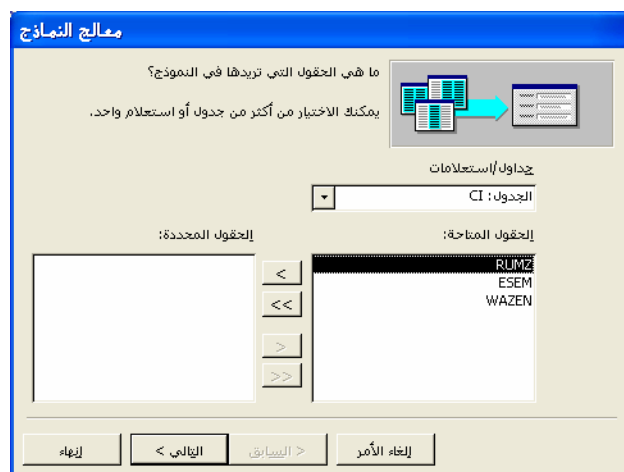 معالج النماذج
ما هي الحقول التي تريدها في النموذج؟
يمكنك الاختيار من أكثر من جدول أو استعلام واحد.
جداول/استعلامات
الجدول: CI
الحقول المتاحة:
الحقول المحددة:
RUMZ
ESEM
WAZEN
<
<<
>
>>
إلغاء الأمر
< السابق
التالي >
إنهاء